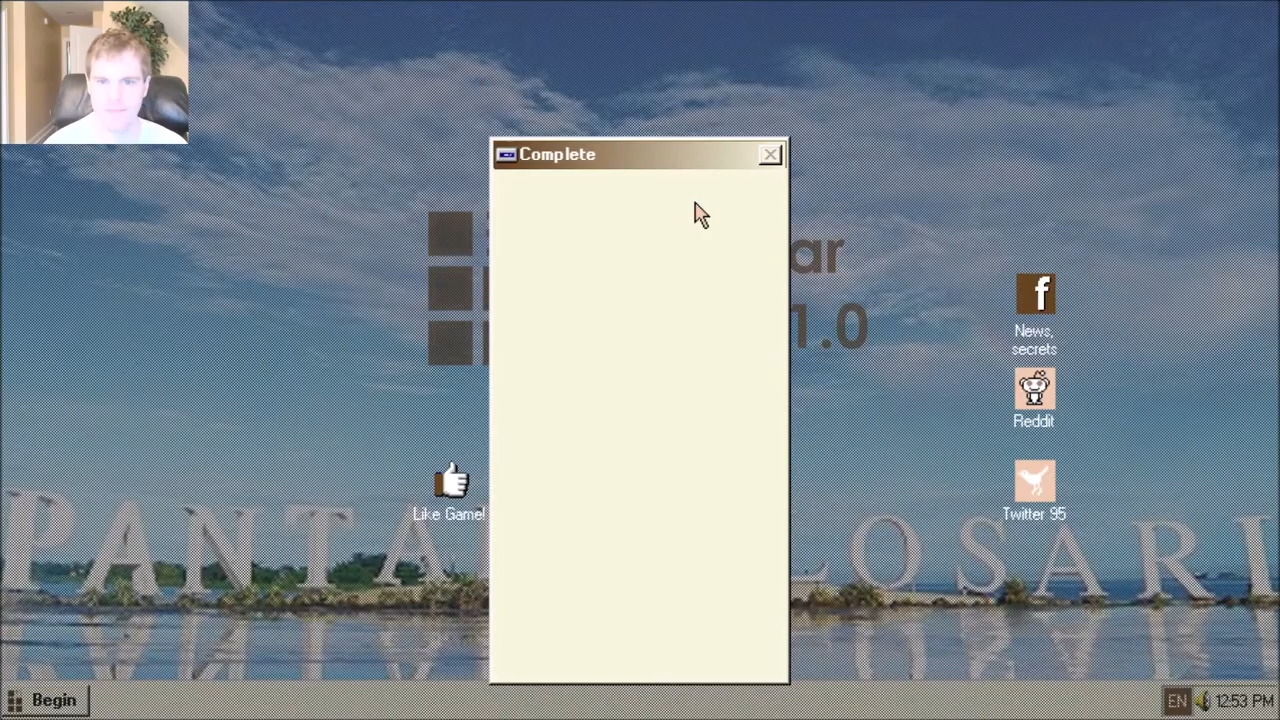 Complete
ar
1.0
News,
secrets
Reddit
Like Game!
Twitter 95
PANTA LOSARI
Begin
EN 12:53 PM